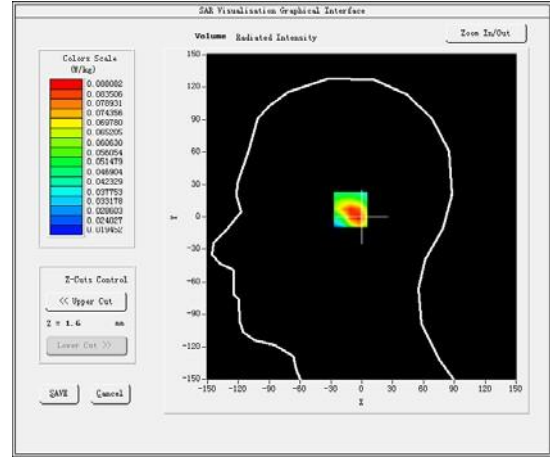 SAR Visualisation Graphical Interface
Volume Radiated Intensity
Zoom In/Out
Colors Scale
(W/kg)
0.088082
0.083506
0.078931
0.074356
0.069780
0.065205
0.060630
0.056054
0.051479
0.046904
0.042329
0.037753
0.033178
0.028603
0.024027
0.019452
150
120
90
60
30
0
-30
-60
-90
-120
-150
Y
-150 -120 -90 -60 -30 0 30 60 90 120 150
X
Z-Cuts Control
<< Upper Cut
Z = 1.6 mm
Lower Cut >>
SAVE Cancel